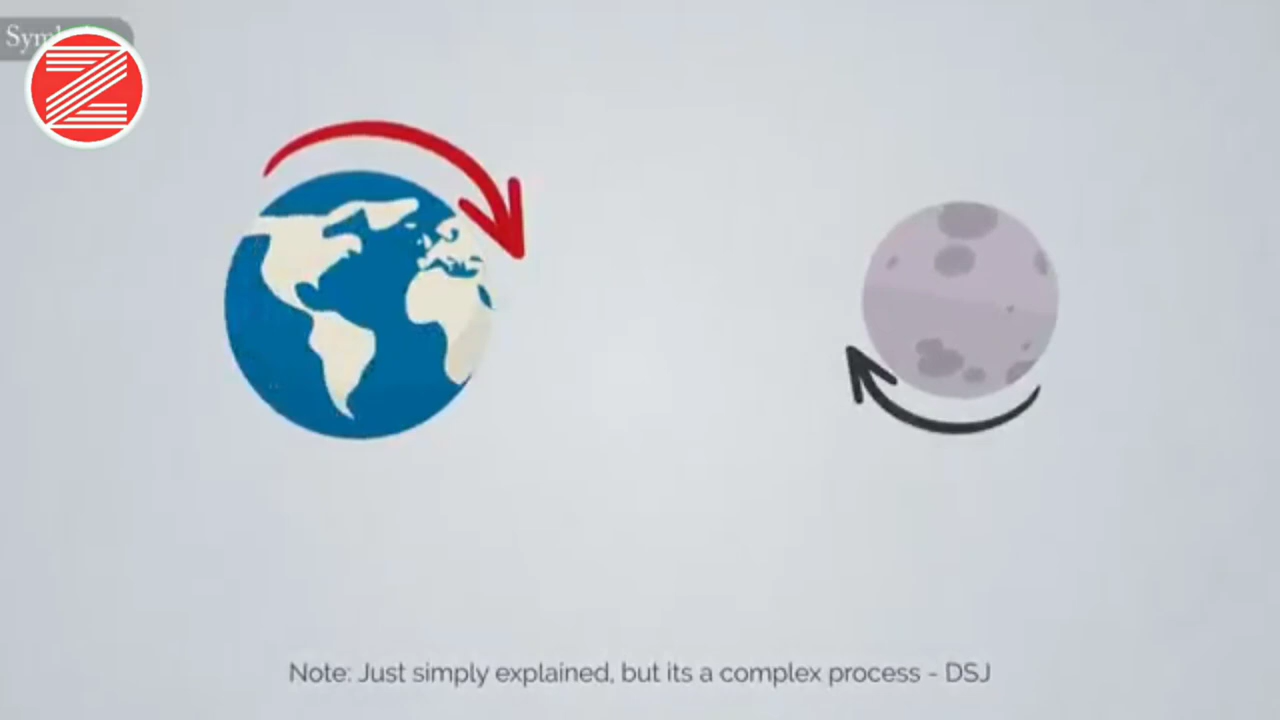 Note: Just simply explained, but its a complex process - DSJ